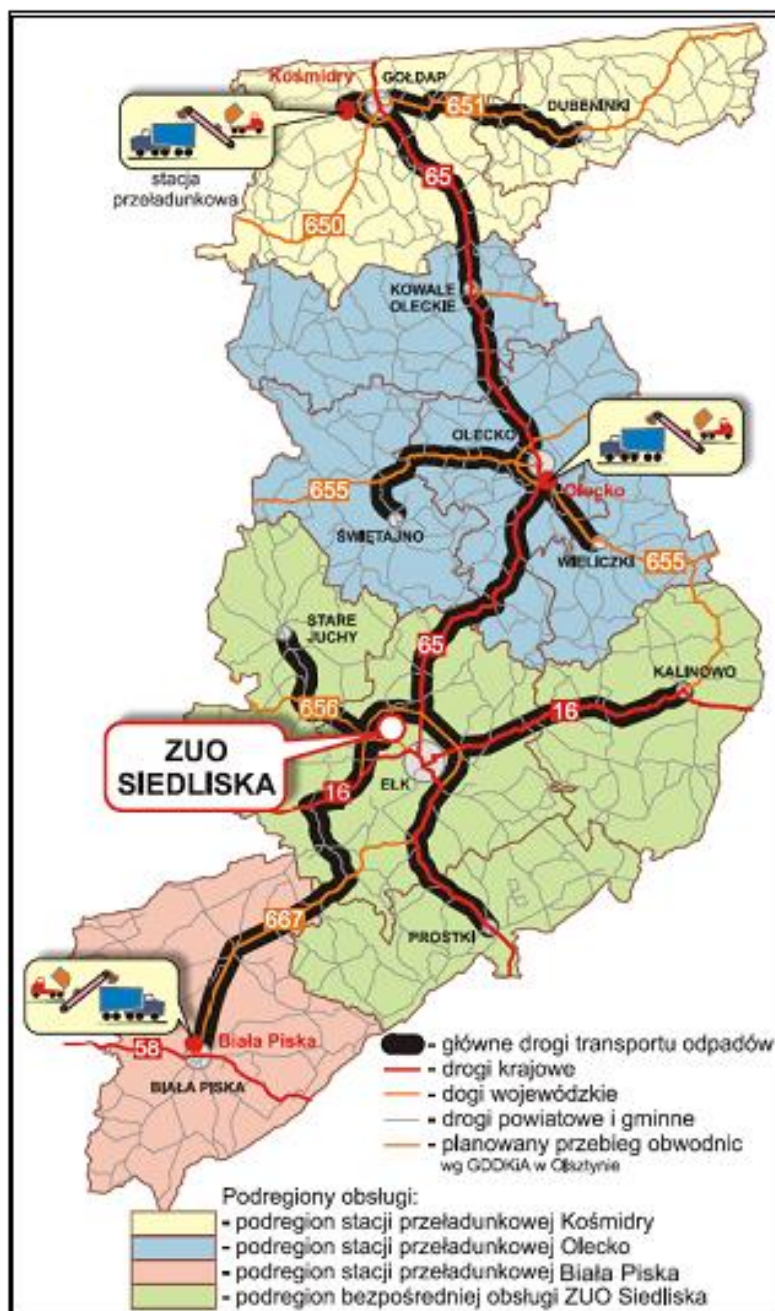 Kośmidry
GOŁDAP
651
DUBENINKI
stacja
przeładunkowa
65
650
KOWALE
OLECKIE
OLECKO
Olecko
655
ŚWIĘTAJNO
WIELICZKI
655
STARE
JUCHY
65
KALINOWO
656
16
ZUO
SIEDLISKA
EŁK
16
667
PROSTKI
58
Biała Piska
BIAŁA PISKA
- główne drogi transportu odpadów
- drogi krajowe
- dogi wojewódzkie
- drogi powiatowe i gminne
- planowany przebieg obwodnic
wg GDDKiA w Olsztynie
Podregiony obsługi:
- podregion stacji przeładunkowej Kośmidry
- podregion stacji przeładunkowej Olecko
- podregion stacji przeładunkowej Biała Piska
- podregion bezpośredniej obsługi ZUO Siedliska